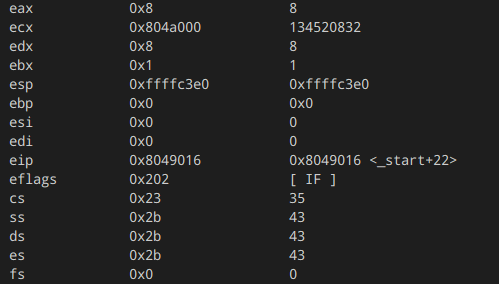 eax 0x8 8
ecx 0x804a000 134520832
edx 0x8 8
ebx 0x1 1
esp 0xffffc3e0 0xffffc3e0
ebp 0x0 0x0
esi 0x0 0
edi 0x0 0
eip 0x8049016 0x8049016 <_start+22>
eflags 0x202 [ IF ]
cs 0x23 35
ss 0x2b 43
ds 0x2b 43
es 0x2b 43
fs 0x0 0